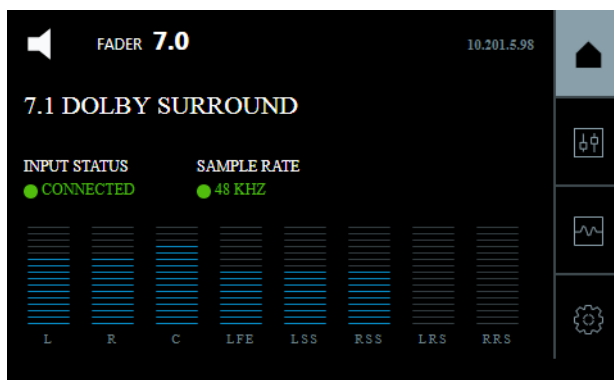 FADER 7.0 10.201.5.98
7.1 DOLBY SURROUND
INPUT STATUS SAMPLE RATE
CONNECTED 48 KHZ
L R C LFE LSS RSS LRS RRS